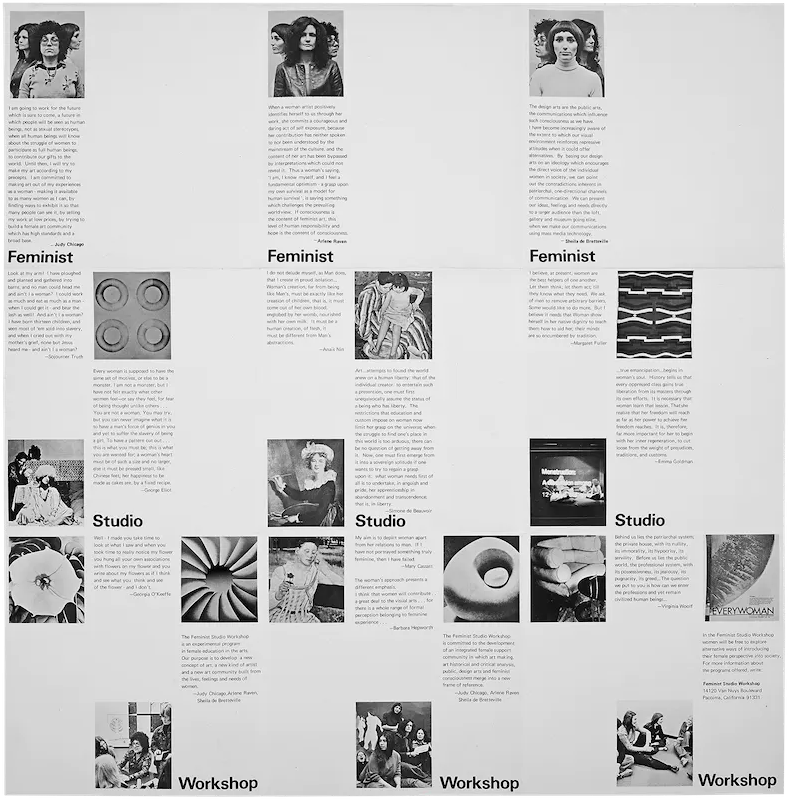 I am going to work for the future
which is sure to come, a future in
which people will be seen as human
beings, not as sexual stereotypes,
when all human beings will know
about the struggle of women to
participate as full human beings,
to contribute our gifts to the
world. Until then, I will try to
make my art according to my
precepts. I am committed to
making art out of my experiences
as a woman - making it available
to as many women as I can, by
finding ways to exhibit it so that
many people can see it, by telling
my work at low prices, by trying to
build a female art community
which has high standards and a
broad base.
—Judy Chicago
Feminist
When a woman artist positively
identifies herself to us through her
work, she commits a courageous and
daring act of self exposure, because
her contribution has neither spoken
to nor been understood by the
mainstream of the culture, and the
content of her art has been bypassed
by interpretations which could not
reveal it. Thus a woman's saying,
'I am, I know myself, and I feel a
fundamental optimism - a grasp upon
my own survival as a model for
human survival', is saying something
which challenges the prevailing
world view. If consciousness is
the content of feminist art, this
level of human responsibility and
hope is the content of consciousness.
—Arlene Raven
Feminist
The design arts are the public arts,
the communications which influence
such consciousness as we have.
I have become increasingly aware of
the extent to which our visual
environment reinforces repressive
attitudes when it could offer
alternatives. By basing our design
arts on an ideology which encourages
the direct voice of the individual
women in society, we can point
out the contradictions inherent in
patriarchal, one-directional channels
of communication. We can present
our ideas, feelings and needs directly
to a larger audience than the loft,
gallery and museum going elite,
when we make our communications
using mass media technology.
—Sheila de Bretteville
Feminist
Look at my arm! I have ploughed
and planted and gathered into
barns, and no man could head me -
and ain't I a woman? I could work
as much and eat as much as a man -
when I could get it - and bear the
lash as well! And ain't I a woman?
I have born thirteen children, and
seen most of 'em sold into slavery,
and when I cried out with my
mother's grief, none but Jesus
heard me - and ain't I a woman?
—Sojourner Truth
Every woman is supposed to have the
same set of motives, or else to be a
monster. I am not a monster, but I
have not felt exactly what other
women feel—or say they feel, for fear
of being thought unlike others.
You are not a woman. You may try,
but you can never imagine what it is
to have a man's force of genius in you
and yet to suffer the slavery of being
a girl. To have a pattern cut out,
this is what you must be; this is what
you are wanted for; a woman's heart
must be of such a size and no larger,
else it must be pressed small, like
Chinese feet; her happiness to be
made as cakes are, by a fixed recipe.
—George Eliot
Studio
I do not delude myself, as Man does,
that I create in proud isolation...
Woman's creation, far from being
like Man's, must be exactly like her
creation of children, that is, it must
come out of her own blood,
englobed by her womb, nourished
with her own milk. It must be a
human creation, of flesh, it
must be different from Man's
abstractions.
—Anaïs Nin
Art...attempts to found the world
anew on a human liberty: that of the
individual creator; to entertain such
a pretension, one must first
unequivocally assume the status of
a being who has liberty. The
restrictions that education and
custom impose on woman now
limit her grasp on the universe; when
the struggle to find one's place in
this world is too arduous, there can
be no question of getting away from
it. Now, one must first emerge from
it into a sovereign solitude if one
wants to try to regain a grasp
upon it: what woman needs first of
all is to undertake, in anguish and
pride, her apprenticeship in
abandonment and transcendence:
that is, in liberty.
—Simone de Beauvoir
Studio
I believe, at present, women are
the best helpers of one another.
Let them think, let them act, till
they know what they need. We ask
of men to remove arbitrary barriers.
Some would like to do more. But I
believe it needs that Woman show
herself in her native dignity to teach
them how to aid her; their minds
are so encumbered by tradition.
—Margaret Fuller
...true emancipation...begins in
woman's soul. History tells us that
every oppressed class gains true
liberation from its masters through
its own efforts. It is necessary that
woman learn that lesson. That she
realize that her freedom will reach
as far as her power to achieve her
freedom reaches. It is, therefore,
far more important for her to begin
with her inner regeneration, to cut
loose from the weight of prejudices,
traditions, and customs.
—Emma Goldman
Menstruation
Studio
Well - I made you take time to
look at what I saw and when you
took time to really notice my flower
you hung all your own associations
with flowers on my flower and you
write about my flowers as if I think
and see what you think and see
of the flower - and I don't.
—Georgia O'Keeffe
The Feminist Studio Workshop
is an experimental program
in female education in the arts.
Our purpose is to develop a new
concept of art, a new kind of artist
and a new art community built from
the lives, feelings and needs of
women.
—Judy Chicago, Arlene Raven,
Sheila de Bretteville
Workshop
My aim is to depict woman apart
from her relations to man. If I
have not portrayed something truly
feminine, then I have failed.
—Mary Cassatt
The woman's approach presents a
different emphasis.
I think that women will contribute
a great deal to the visual arts . . . for
there is a whole range of formal
perception belonging to feminine
experience . . .
—Barbara Hepworth
The Feminist Studio Workshop
is committed to the development
of an integrated female support
community in which art making,
art historical and critical analysis,
public, design arts and feminist
consciousness merge into a new
frame of reference.
—Judy Chicago, Arlene Raven
Sheila de Bretteville
Workshop
Behind us lies the patriarchal system;
the private house, with its nullity,
its immorality, its hypocrisy, its
servility. Before us lies the public
world, the professional system, with
its possessiveness, its jealousy, its
pugnacity, its greed...The question
we put to you is how can we enter
the professions and yet remain
civilized human beings...
—Virginia Woolf
EVERYWOMAN
In the Feminist Studio Workshop
women will be free to explore
alternative ways of introducing
their female perspective into society.
For more information about
the programs offered, write:
Feminist Studio Workshop
14120 Van Nuys Boulevard
Pacoima, California 91331
Workshop